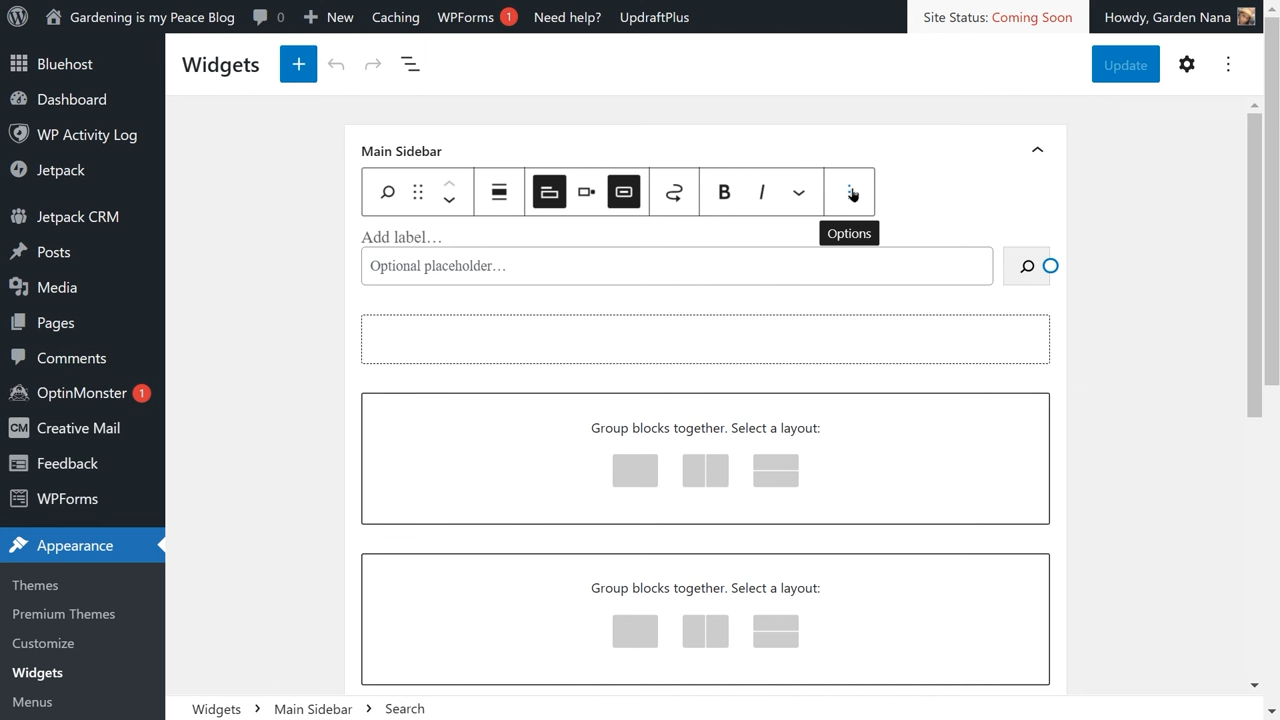 Gardening is my Peace Blog
0
New
Caching
WPForms 1
Need help?
UpdraftPlus
Site Status: Coming Soon
Howdy, Garden Nana
Bluehost
Dashboard
WP Activity Log
Jetpack
Jetpack CRM
Posts
Media
Pages
Comments
OptinMonster 1
CM Creative Mail
Feedback
WPForms
Appearance
Themes
Premium Themes
Customize
Widgets
Menus
Widgets
Update
Main Sidebar
B I
Options
Add label...
Optional placeholder...
Group blocks together. Select a layout:
Group blocks together. Select a layout:
Widgets > Main Sidebar > Search